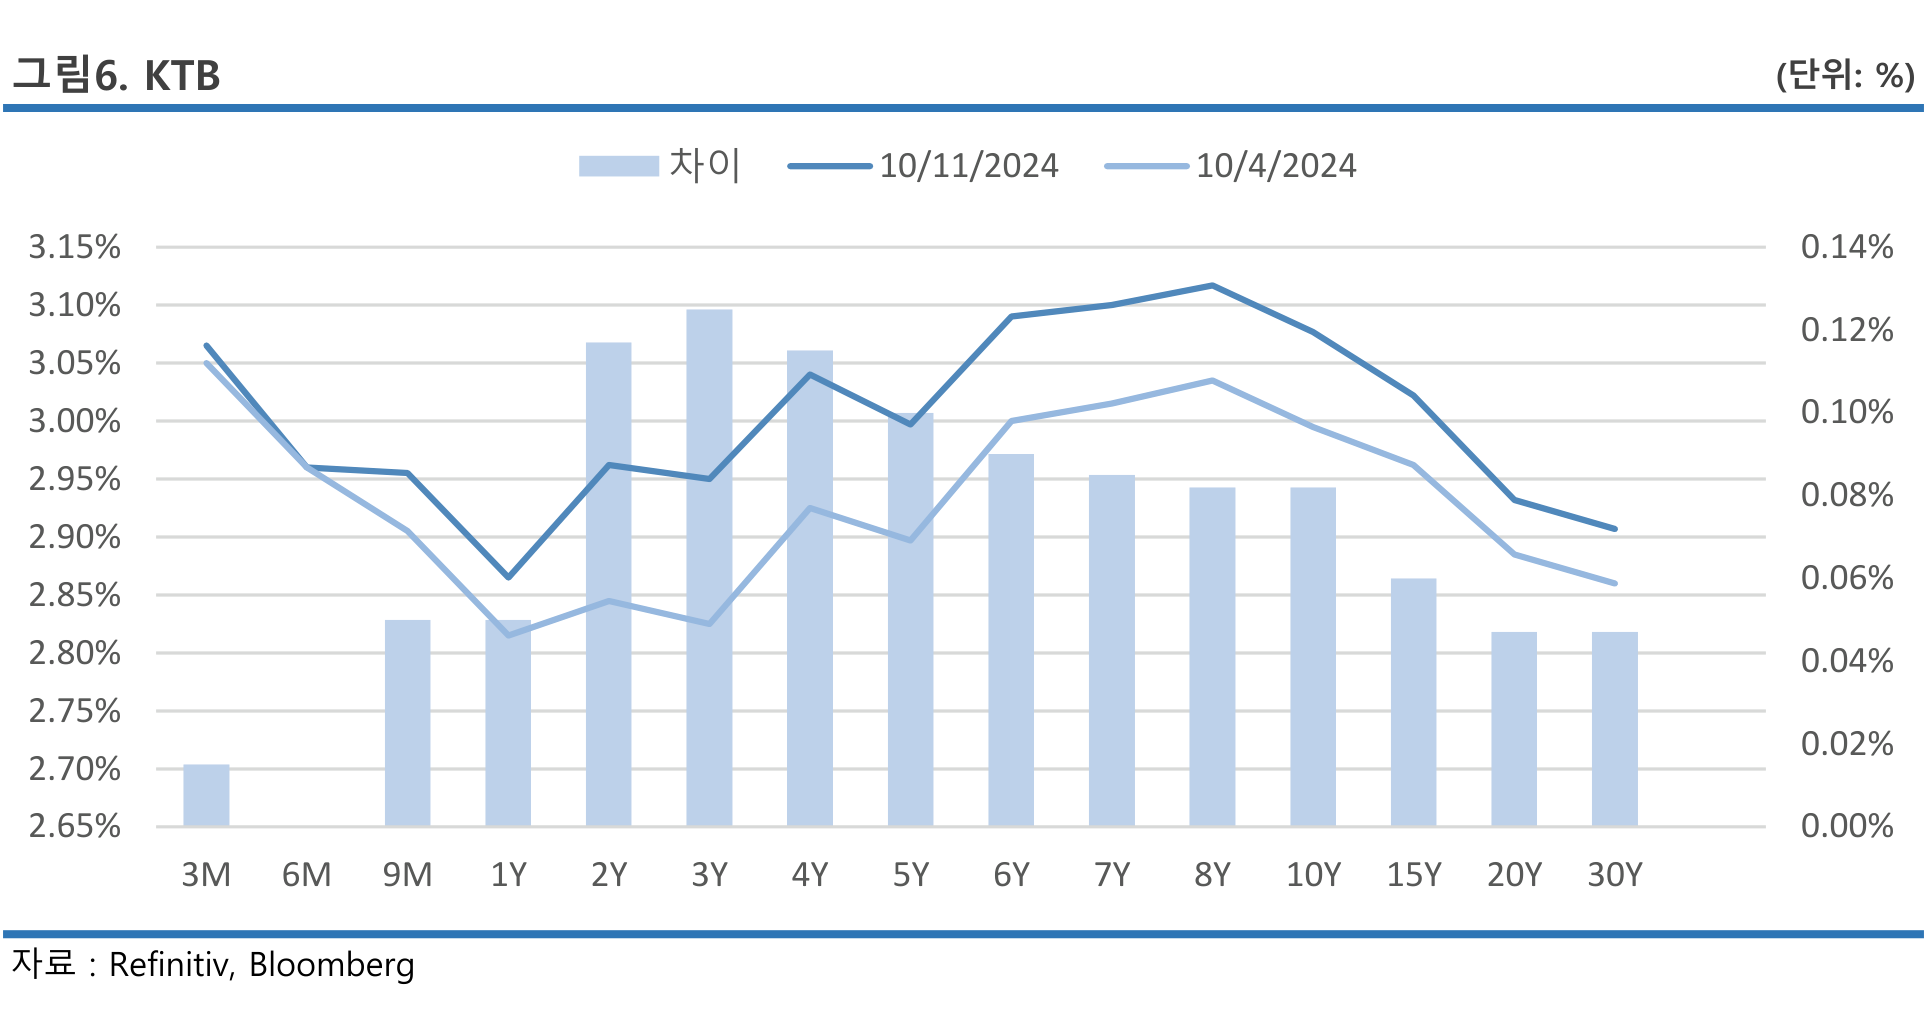 그림6. KTB (단위: %)
차이 10/11/2024 10/4/2024
3.15% 0.14%
3.10% 0.12%
3.05% 0.10%
3.00% 0.08%
2.95% 0.06%
2.90% 0.04%
2.85% 0.02%
2.80% 0.00%
2.75%
2.70%
2.65%
3M 6M 9M 1Y 2Y 3Y 4Y 5Y 6Y 7Y 8Y 10Y 15Y 20Y 30Y
자료 : Refinitiv, Bloomberg